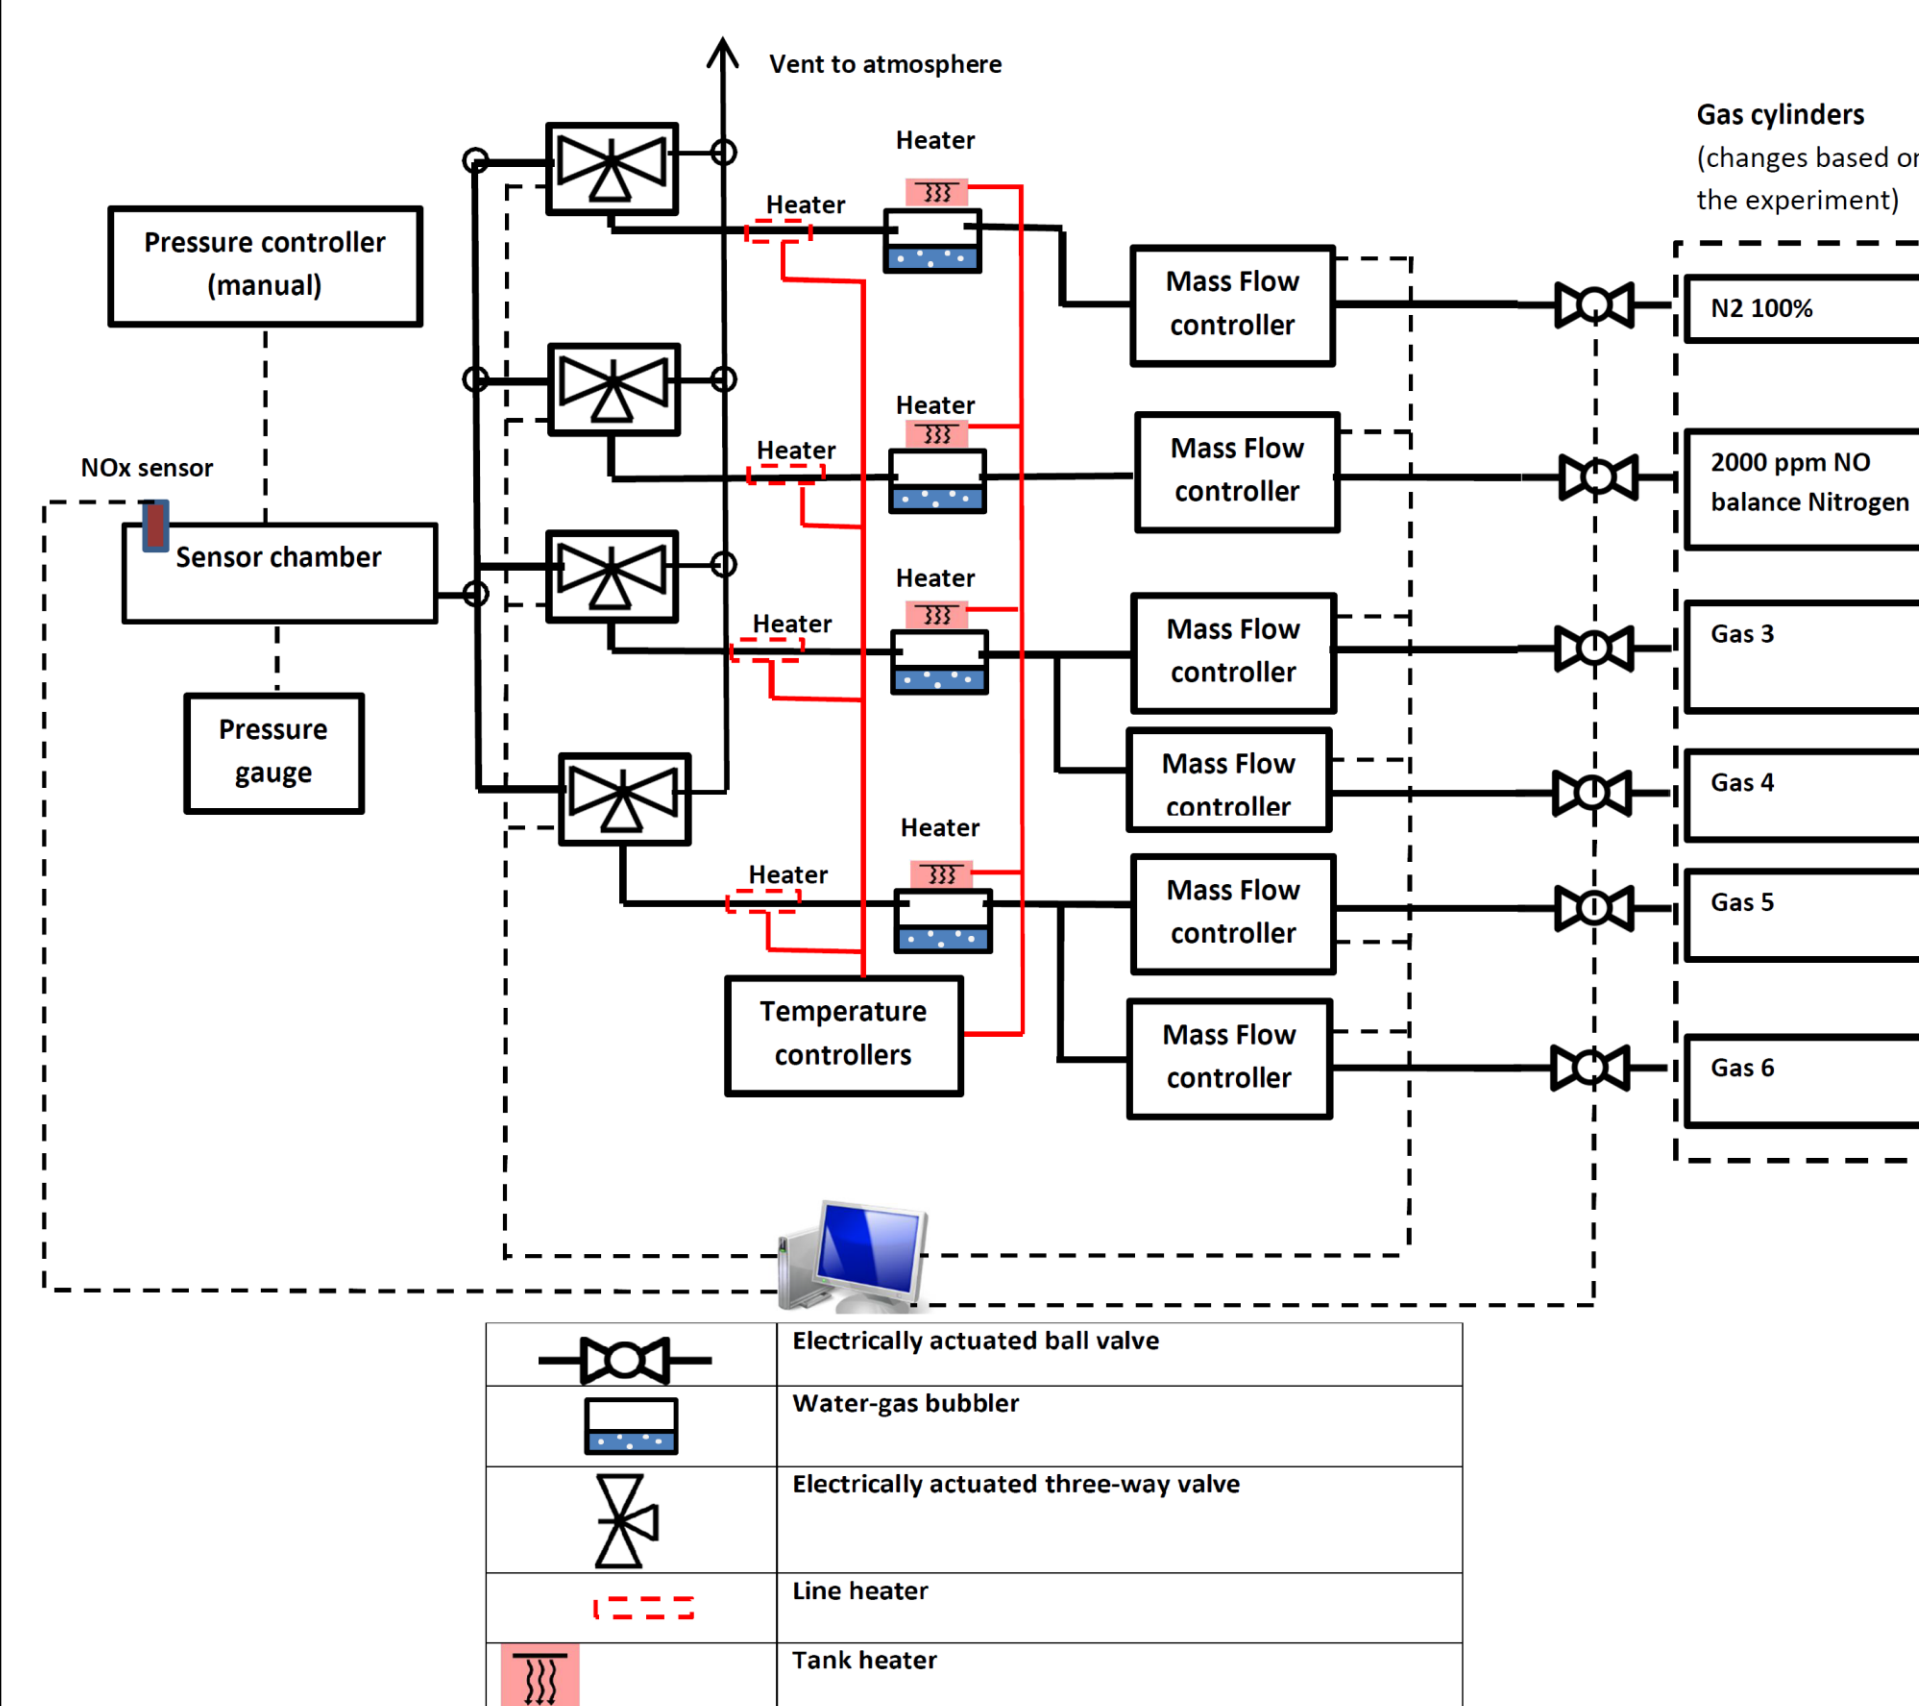 Vent to atmosphere
Gas cylinders
(changes based on
the experiment)
Heater
Heater
Pressure controller
(manual)
Mass Flow
controller
N2 100%
Heater
Heater
Mass Flow
controller
2000 ppm NO
balance Nitrogen
NOx sensor
Sensor chamber
Heater
Heater
Mass Flow
controller
Gas 3
Pressure
gauge
Mass Flow
controller
Gas 4
Heater
Heater
Mass Flow
controller
Gas 5
Temperature
controllers
Mass Flow
controller
Gas 6
Electrically actuated ball valve
Water-gas bubbler
Electrically actuated three-way valve
Line heater
Tank heater